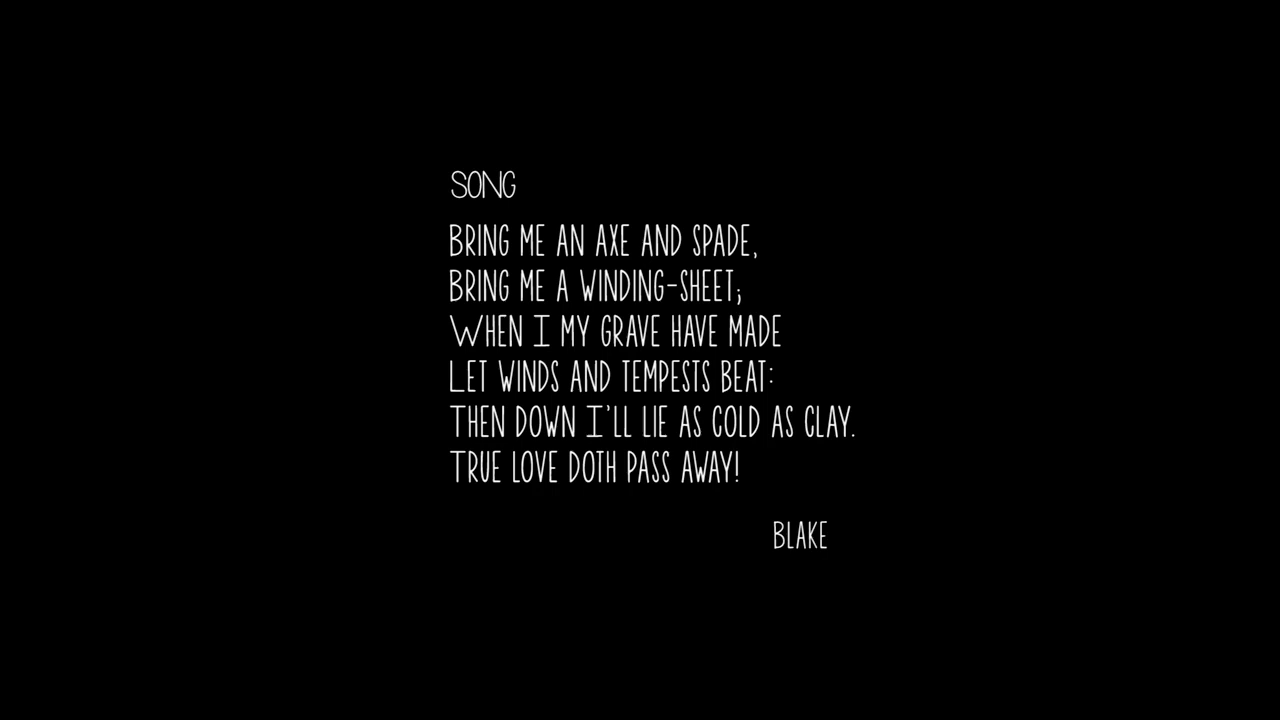 SONG
BRING ME AN AXE AND SPADE,
BRING ME A WINDING-SHEET;
WHEN I MY GRAVE HAVE MADE
LET WINDS AND TEMPESTS BEAT:
THEN DOWN I'LL LIE AS COLD AS CLAY.
TRUE LOVE DOTH PASS AWAY!
BLAKE